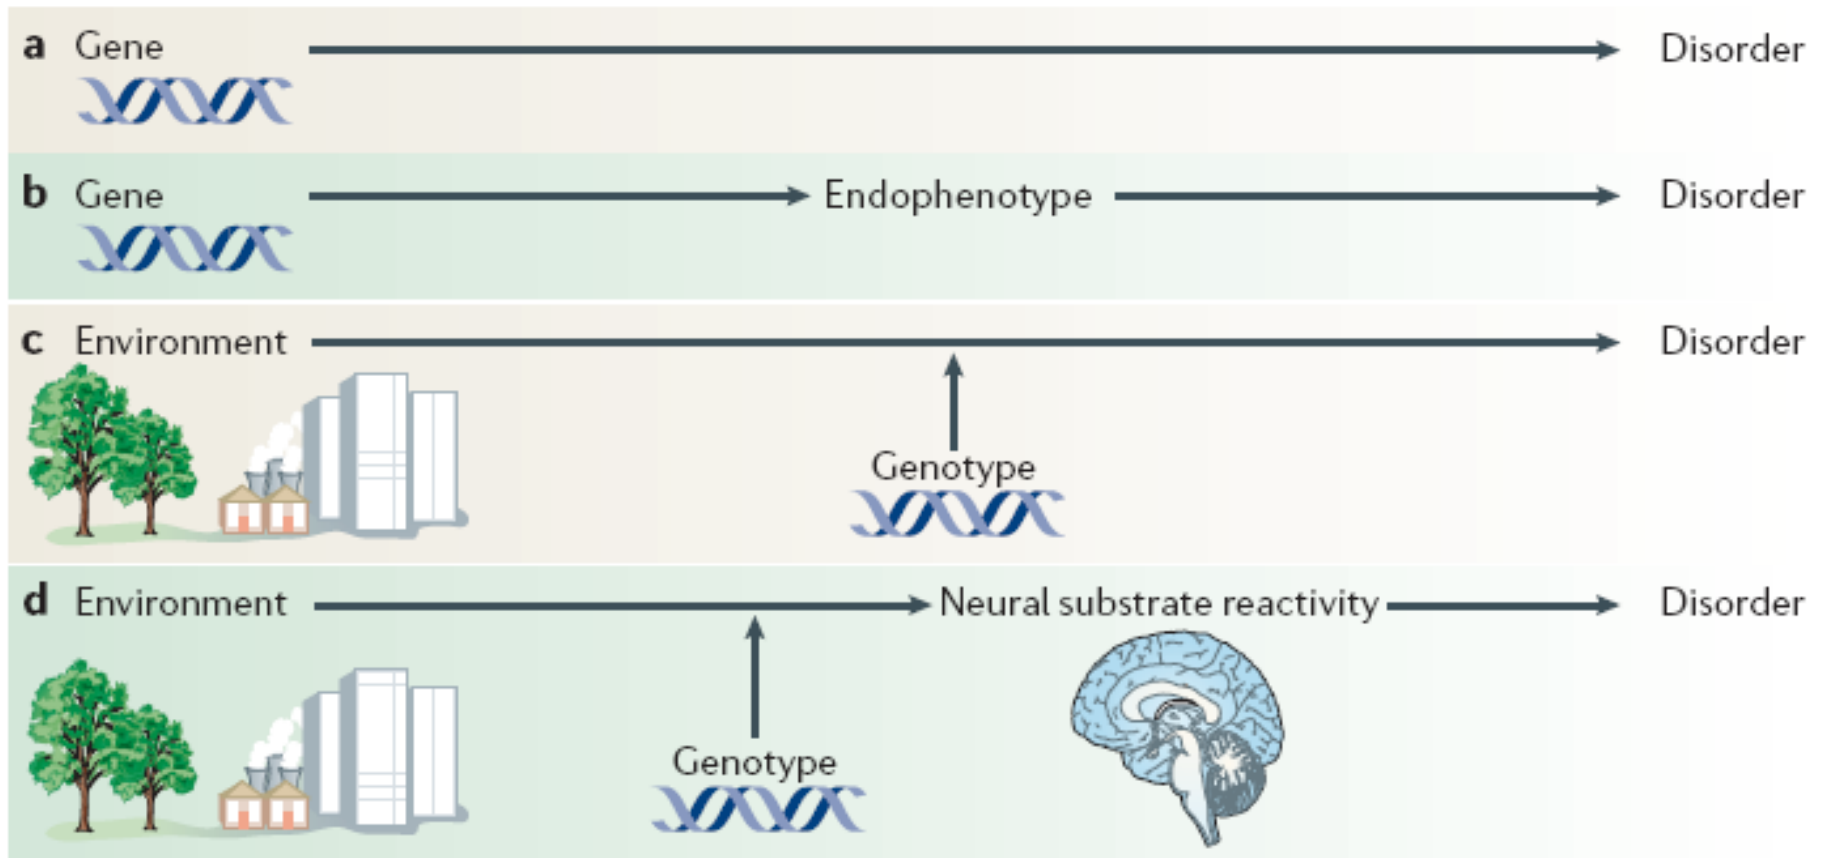 a Gene Disorder
b Gene Endophenotype Disorder
c Environment Disorder
Genotype
d Environment Neural substrate reactivity Disorder
Genotype